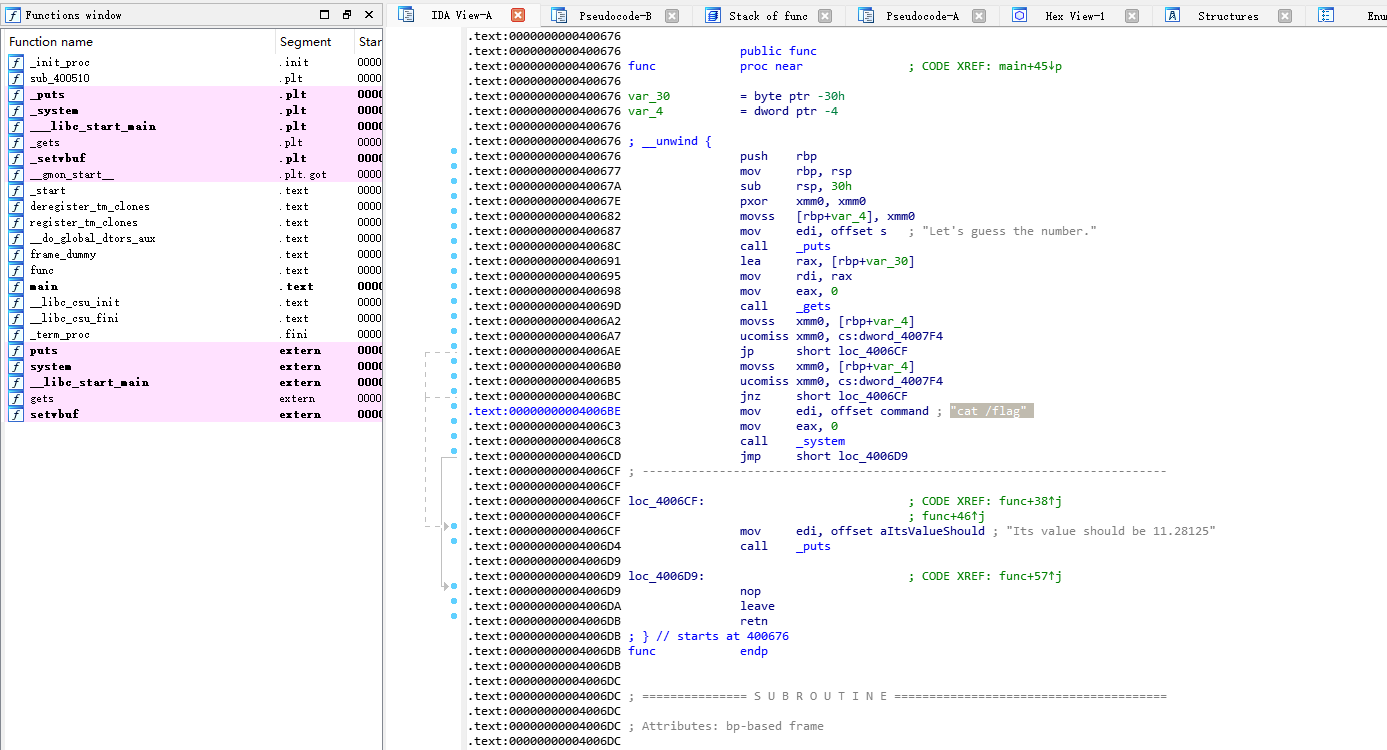 Functions window
Function name Segment Star
f _init_proc .init 0000
f sub_400510 .plt 0000
f _puts .plt 0000
f _system .plt 0000
f ___libc_start_main .plt 0000
f _gets .plt 0000
f _setvbuf .plt 0000
f __gmon_start__ .plt.got 0000
f _start .text 0000
f deregister_tm_clones .text 0000
f register_tm_clones .text 0000
f __do_global_dtors_aux .text 0000
f frame_dummy .text 0000
f func .text 0000
f main .text 0000
f __libc_csu_init .text 0000
f __libc_csu_fini .text 0000
f _term_proc .fini 0000
f puts extern 0000
f system extern 0000
f __libc_start_main extern 0000
f gets extern 0000
f setvbuf extern 0000
IDA View-A Pseudocode-B Stack of func Pseudocode-A Hex View-1 Structures Enu
.text:0000000000400676
.text:0000000000400676 public func
.text:0000000000400676 func proc near ; CODE XREF: main+45↓p
.text:0000000000400676
.text:0000000000400676 var_30 = byte ptr -30h
.text:0000000000400676 var_4 = dword ptr -4
.text:0000000000400676
.text:0000000000400676 ; __unwind {
.text:0000000000400676 push rbp
.text:0000000000400677 mov rbp, rsp
.text:000000000040067A sub rsp, 30h
.text:000000000040067E pxor xmm0, xmm0
.text:0000000000400682 movss [rbp+var_4], xmm0
.text:0000000000400687 mov edi, offset s ; "Let's guess the number."
.text:000000000040068C call _puts
.text:0000000000400691 lea rax, [rbp+var_30]
.text:0000000000400695 mov rdi, rax
.text:0000000000400698 mov eax, 0
.text:000000000040069D call _gets
.text:00000000004006A2 movss xmm0, [rbp+var_4]
.text:00000000004006A7 ucomiss xmm0, cs:dword_4007F4
.text:00000000004006AE jp short loc_4006CF
.text:00000000004006B0 movss xmm0, [rbp+var_4]
.text:00000000004006B5 ucomiss xmm0, cs:dword_4007F4
.text:00000000004006BC jnz short loc_4006CF
.text:00000000004006BE mov edi, offset command ; "cat /flag"
.text:00000000004006C3 mov eax, 0
.text:00000000004006C8 call _system
.text:00000000004006CD jmp short loc_4006D9
.text:00000000004006CF ; ---------------------------------------------------------------------------
.text:00000000004006CF
.text:00000000004006CF loc_4006CF: ; CODE XREF: func+38↑j
.text:00000000004006CF ; func+46↑j
.text:00000000004006CF mov edi, offset aItsValueShould ; "Its value should be 11.28125"
.text:00000000004006D4 call _puts
.text:00000000004006D9
.text:00000000004006D9 loc_4006D9: ; CODE XREF: func+57↑j
.text:00000000004006D9 nop
.text:00000000004006DA leave
.text:00000000004006DB retn
.text:00000000004006DB ; } // starts at 400676
.text:00000000004006DB func endp
.text:00000000004006DB
.text:00000000004006DC
.text:00000000004006DC ; =============== S U B R O U T I N E =======================================
.text:00000000004006DC
.text:00000000004006DC ; Attributes: bp-based frame
.text:00000000004006DC